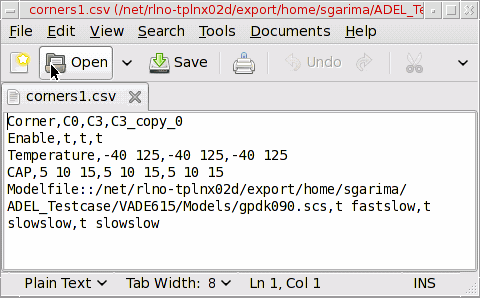 corners1.csv (/net/rlno-tplnx02d/export/home/sgarima/ADEL_Te
File Edit View Search Tools Documents Help
Open Save Undo
corners1.csv
Corner,C0,C3,C3_copy_0
Enable,t,t,t
Temperature,-40 125,-40 125,-40 125
CAP,5 10 15,5 10 15,5 10 15
Modelfile::/net/rlno-tplnx02d/export/home/sgarima/
ADEL_Testcase/VADE615/Models/gpdk090.scs,t fastslow,t
slowslow,t slowslow
Plain Text Tab Width: 8 Ln 1, Col 1 INS